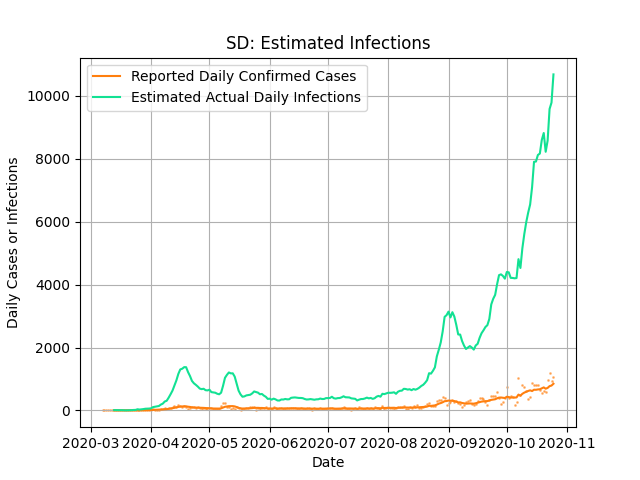 SD: Estimated Infections
Reported Daily Confirmed Cases
Estimated Actual Daily Infections
Daily Cases or Infections
10000
8000
6000
4000
2000
0
2020-03 2020-04 2020-05 2020-06 2020-07 2020-08 2020-09 2020-10 2020-11
Date